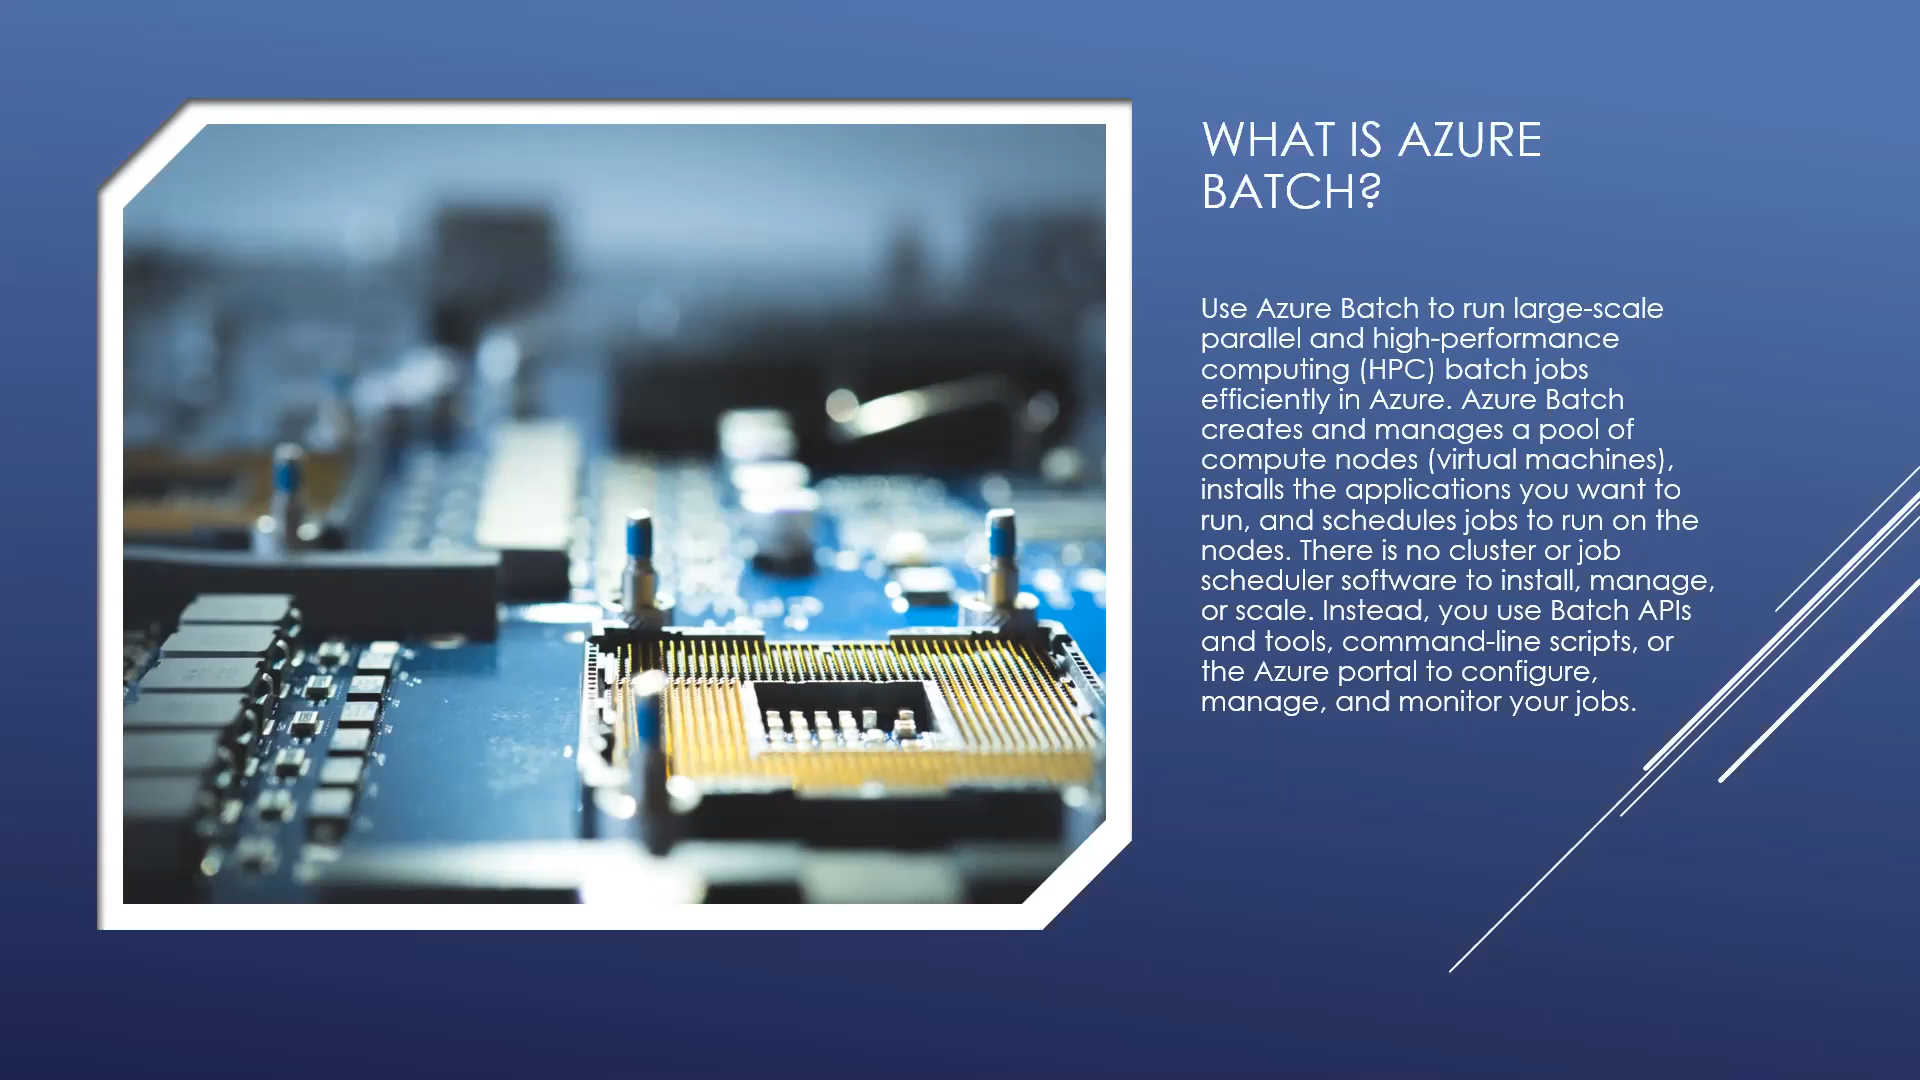 WHAT IS AZURE
BATCH?
Use Azure Batch to run large-scale
parallel and high-performance
computing (HPC) batch jobs
efficiently in Azure. Azure Batch
creates and manages a pool of
compute nodes (virtual machines),
installs the applications you want to
run, and schedules jobs to run on the
nodes. There is no cluster or job
scheduler software to install, manage,
or scale. Instead, you use Batch APIs
and tools, command-line scripts, or
the Azure portal to configure,
manage, and monitor your jobs.